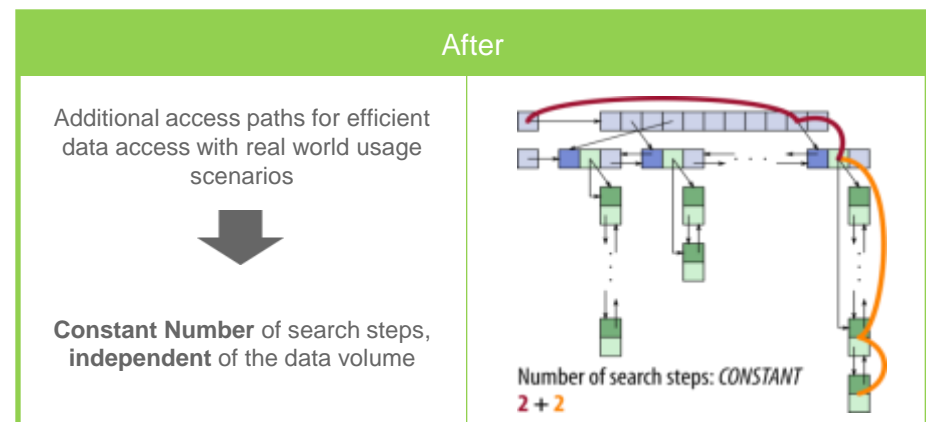 After
Additional access paths for efficient
data access with real world usage
scenarios
Constant Number of search steps,
independent of the data volume
Number of search steps: CONSTANT
2 + 2